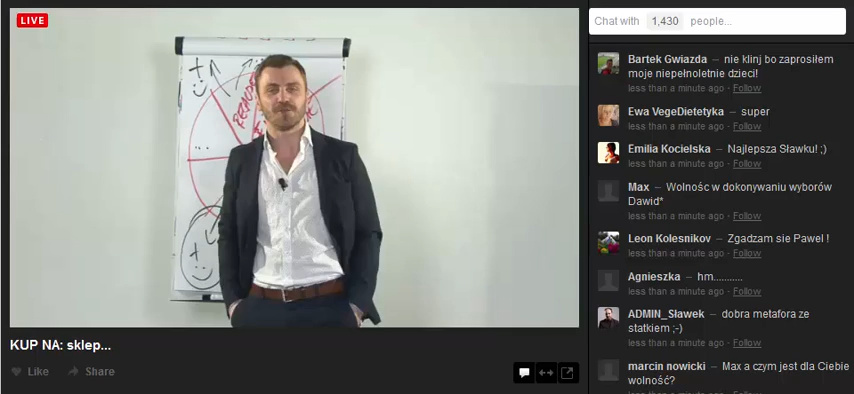 LIVE
KUP NA: sklep...
Like
Share
Chat with 1,430 people...
Bartek Gwiazda – nie klinj bo zaprosiłem
moje niepełnoletnie dzieci!
less than a minute ago - Follow
Ewa VegeDietetyka – super
less than a minute ago - Follow
Emilia Kocielska – Najlepsza Sławku! ;)
less than a minute ago - Follow
Max – Wolnośc w dokonywaniu wyborów
Dawid*
less than a minute ago - Follow
Leon Kolesnikov – Zgadzam sie Pawel !
less than a minute ago - Follow
Agnieszka – hm...........
less than a minute ago - Follow
ADMIN_Sławek – dobra metafora ze
statkiem ;-)
less than a minute ago - Follow
marcin nowicki – Max a czym jest dla Ciebie
wolność?